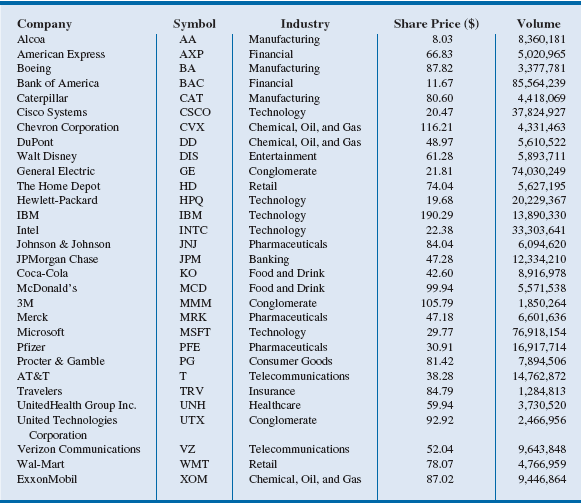 Company Symbol Industry Share Price ($) Volume
Alcoa AA Manufacturing 8.03 8,360,181
American Express AXP Financial 66.83 5,020,965
Boeing BA Manufacturing 87.82 3,377,781
Bank of America BAC Financial 11.67 85,564,239
Caterpillar CAT Manufacturing 80.60 4,418,069
Cisco Systems CSCO Technology 20.47 37,824,927
Chevron Corporation CVX Chemical, Oil, and Gas 116.21 4,331,463
DuPont DD Chemical, Oil, and Gas 48.97 5,610,522
Walt Disney DIS Entertainment 61.28 5,893,711
General Electric GE Conglomerate 21.81 74,030,249
The Home Depot HD Retail 74.04 5,627,195
Hewlett-Packard HPQ Technology 19.68 20,229,367
IBM IBM Technology 190.29 13,890,330
Intel INTC Technology 22.38 33,303,641
Johnson & Johnson JNJ Pharmaceuticals 84.04 6,094,620
JPMorgan Chase JPM Banking 47.28 12,334,210
Coca-Cola KO Food and Drink 42.60 8,916,978
McDonald's MCD Food and Drink 99.94 5,571,538
3M MMM Conglomerate 105.79 1,850,264
Merck MRK Pharmaceuticals 47.18 6,601,636
Microsoft MSFT Technology 29.77 76,918,154
Pfizer PFE Pharmaceuticals 30.91 16,917,714
Procter & Gamble PG Consumer Goods 81.42 7,894,506
AT&T T Telecommunications 38.28 14,762,872
Travelers TRV Insurance 84.79 1,284,813
UnitedHealth Group Inc. UNH Healthcare 59.94 3,730,520
United Technologies UTX Conglomerate 92.92 2,466,956
Corporation
Verizon Communications VZ Telecommunications 52.04 9,643,848
Wal-Mart WMT Retail 78.07 4,766,959
ExxonMobil XOM Chemical, Oil, and Gas 87.02 9,446,864